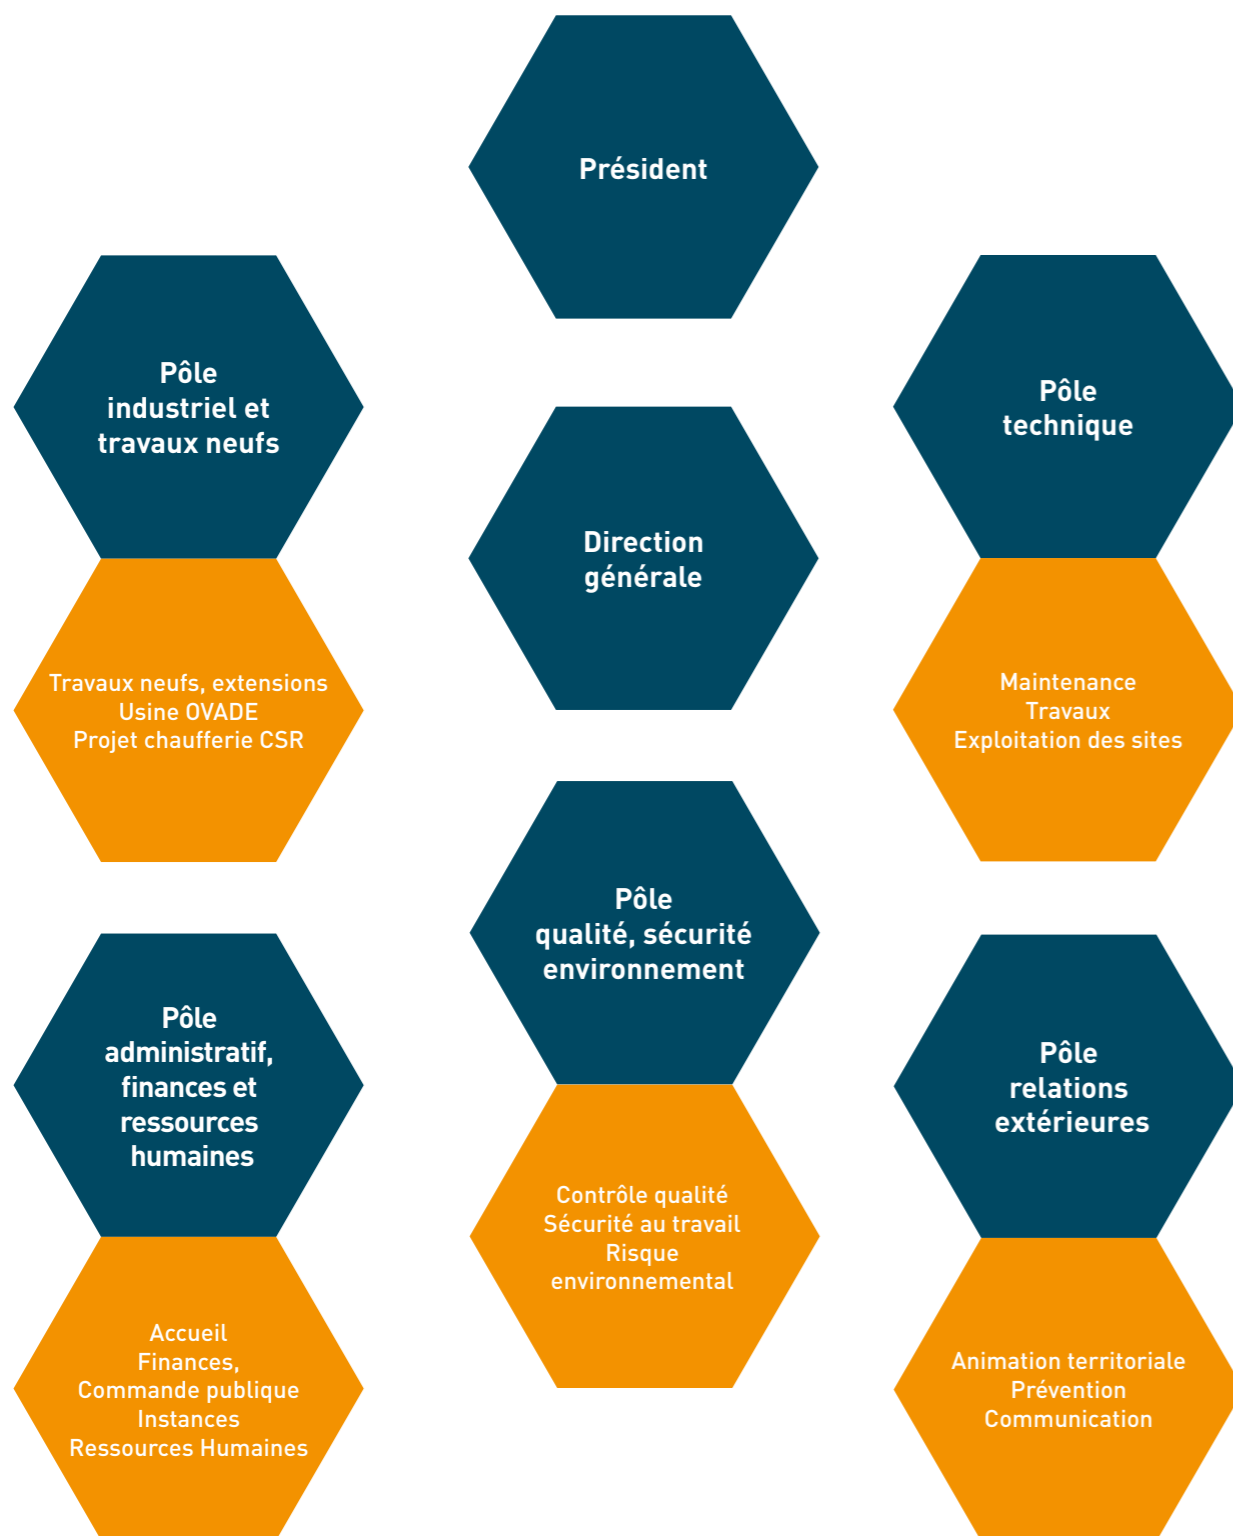 Président
Pôle
industriel et
travaux neufs
Travaux neufs, extensions
Usine OVADE
Projet chaufferie CSR
Direction
générale
Pôle
technique
Maintenance
Travaux
Exploitation des sites
Pôle
administratif,
finances et
ressources
humaines
Accueil
Finances,
Commande publique
Instances
Ressources Humaines
Pôle
qualité, sécurité
environnement
Contrôle qualité
Sécurité au travail
Risque
environnemental
Pôle
relations
extérieures
Animation territoriale
Prévention
Communication